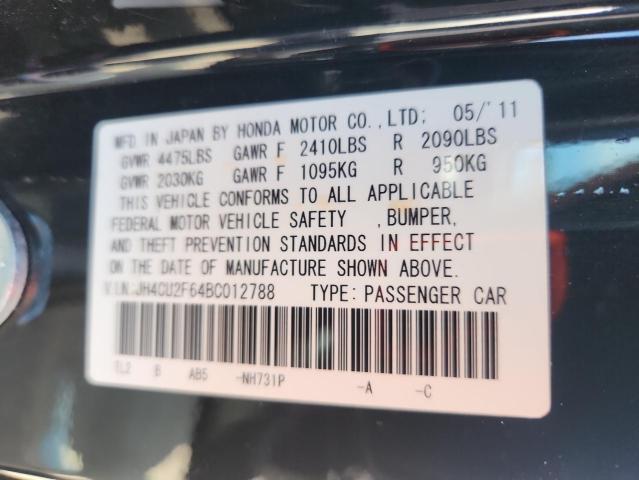 MFD IN JAPAN BY HONDA MOTOR CO.,LTD; 05/'11
GVWR 4475LBS GAWR F 2410LBS R 2090LBS
GVWR 2030KG GAWR F 1095KG R 950KG
THIS VEHICLE CONFORMS TO ALL APPLICABLE
FEDERAL MOTOR VEHICLE SAFETY ,BUMPER,
AND THEFT PREVENTION STANDARDS IN EFFECT
ON THE DATE OF MANUFACTURE SHOWN ABOVE.
V.I.N:JH4CU2F64BC012788 TYPE: PASSENGER CAR
TL2 B AB5 -NH731P -A -C